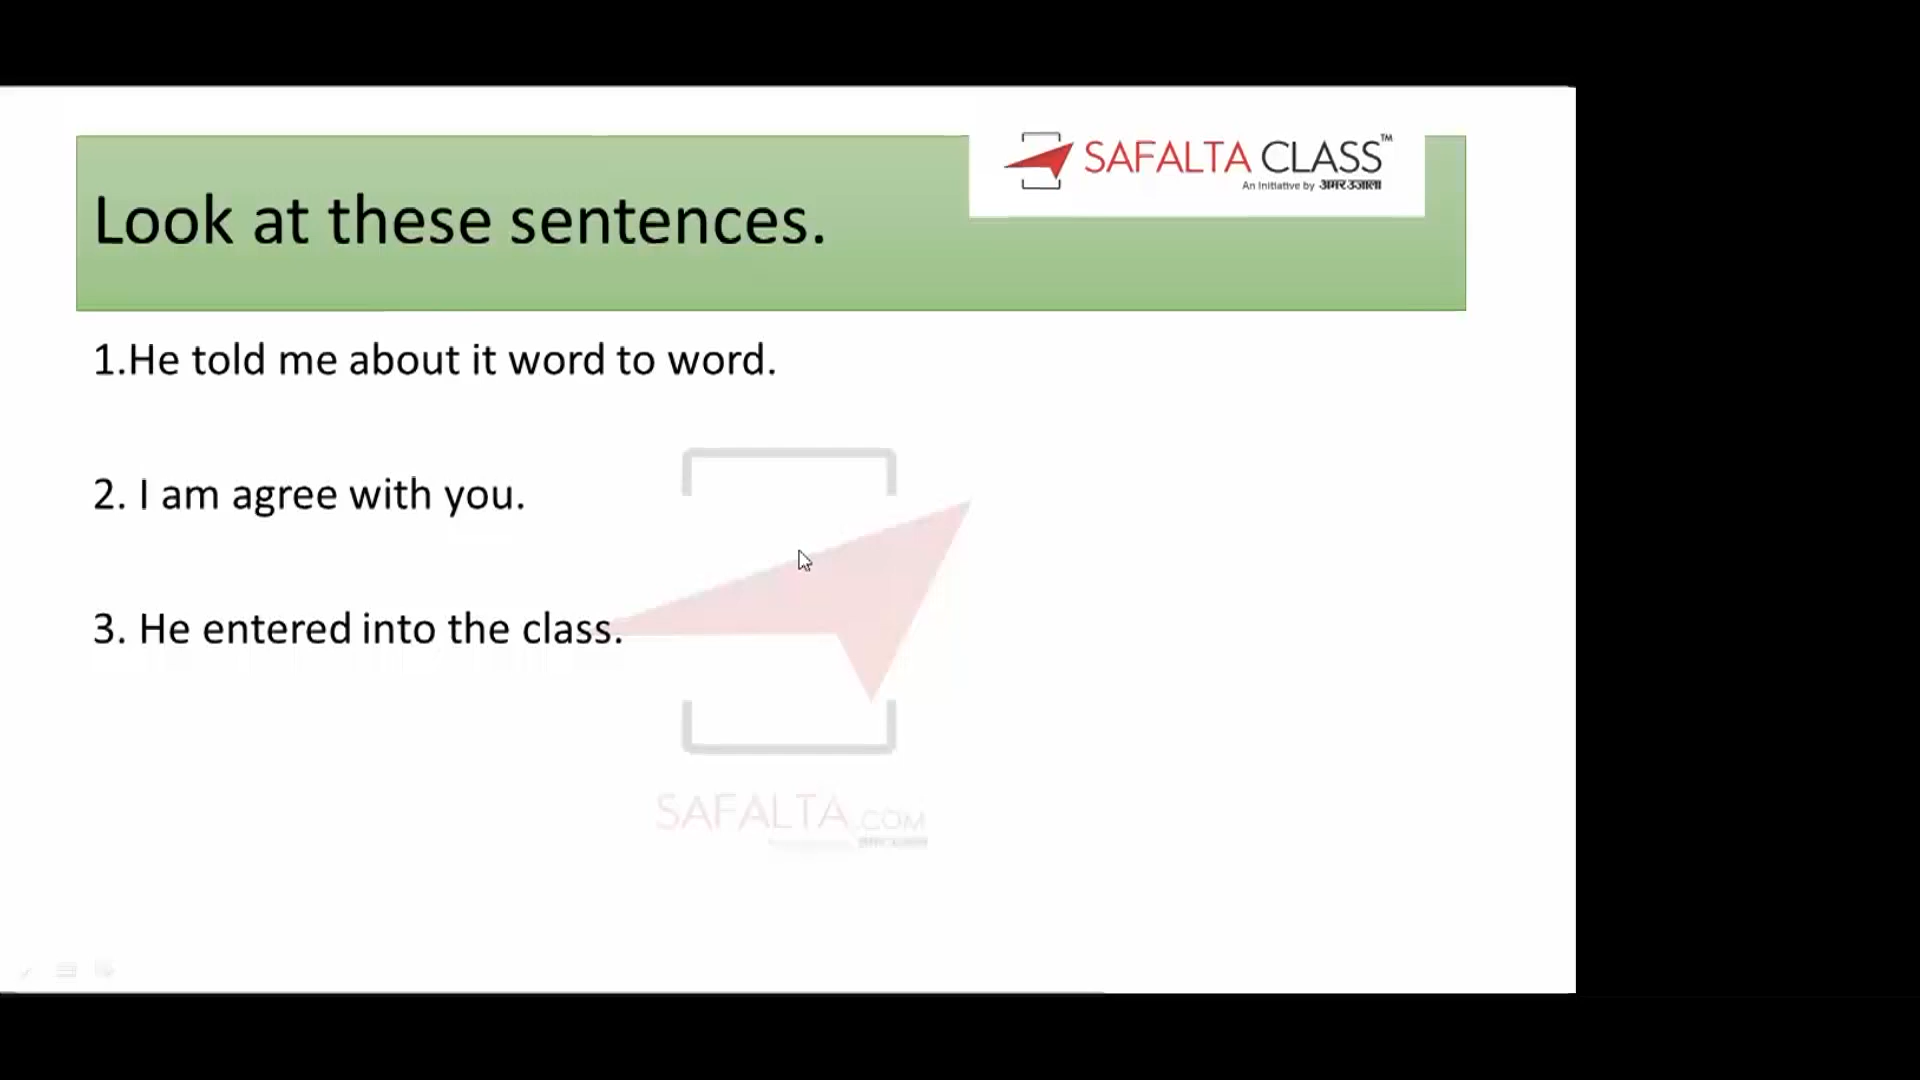 SAFALTA CLASS™
An Initiative by अमर उजाला
Look at these sentences.
1.He told me about it word to word.
2. I am agree with you.
3. He entered into the class.
SAFALTA.COM